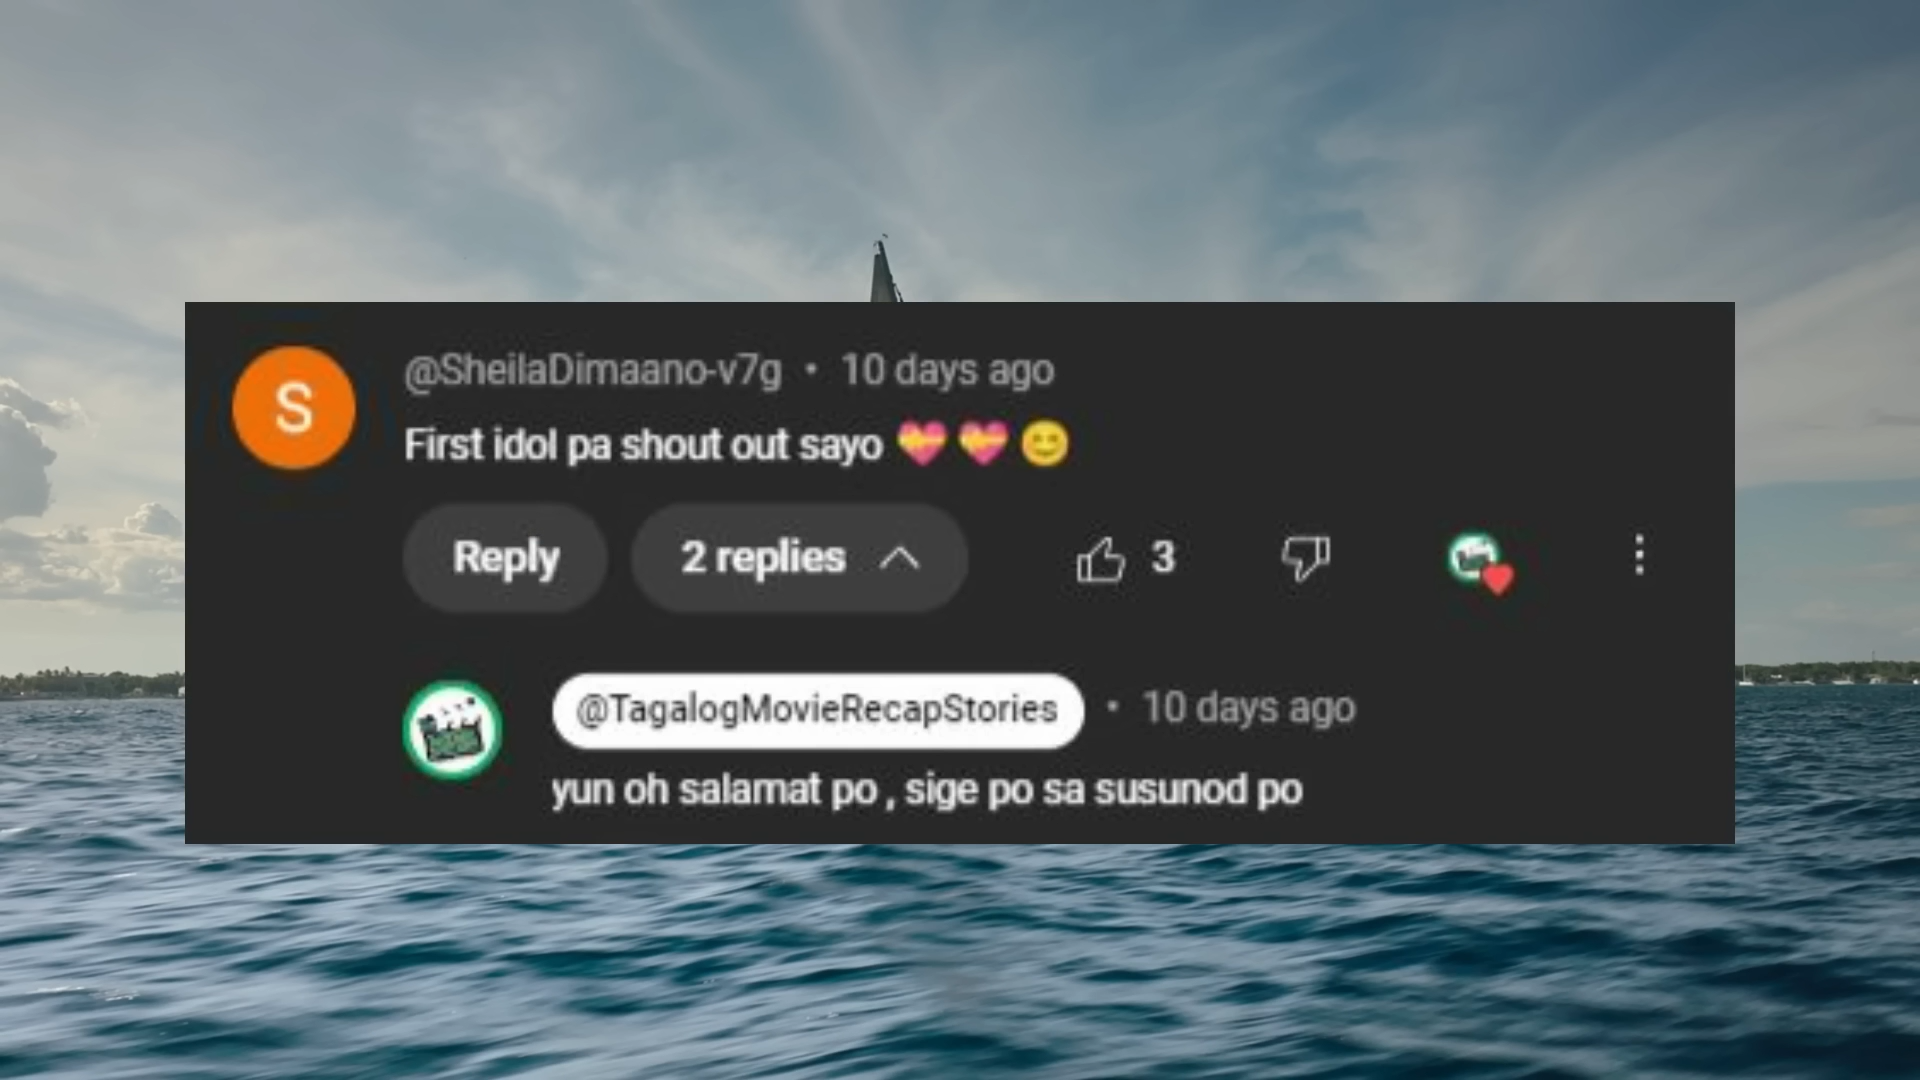 S
@SheilaDimaano-v7g • 10 days ago
First idol pa shout out sayo 💝 💝 😊
Reply
2 replies
3
@TagalogMovieRecapStories • 10 days ago
yun oh salamat po , sige po sa susunod po